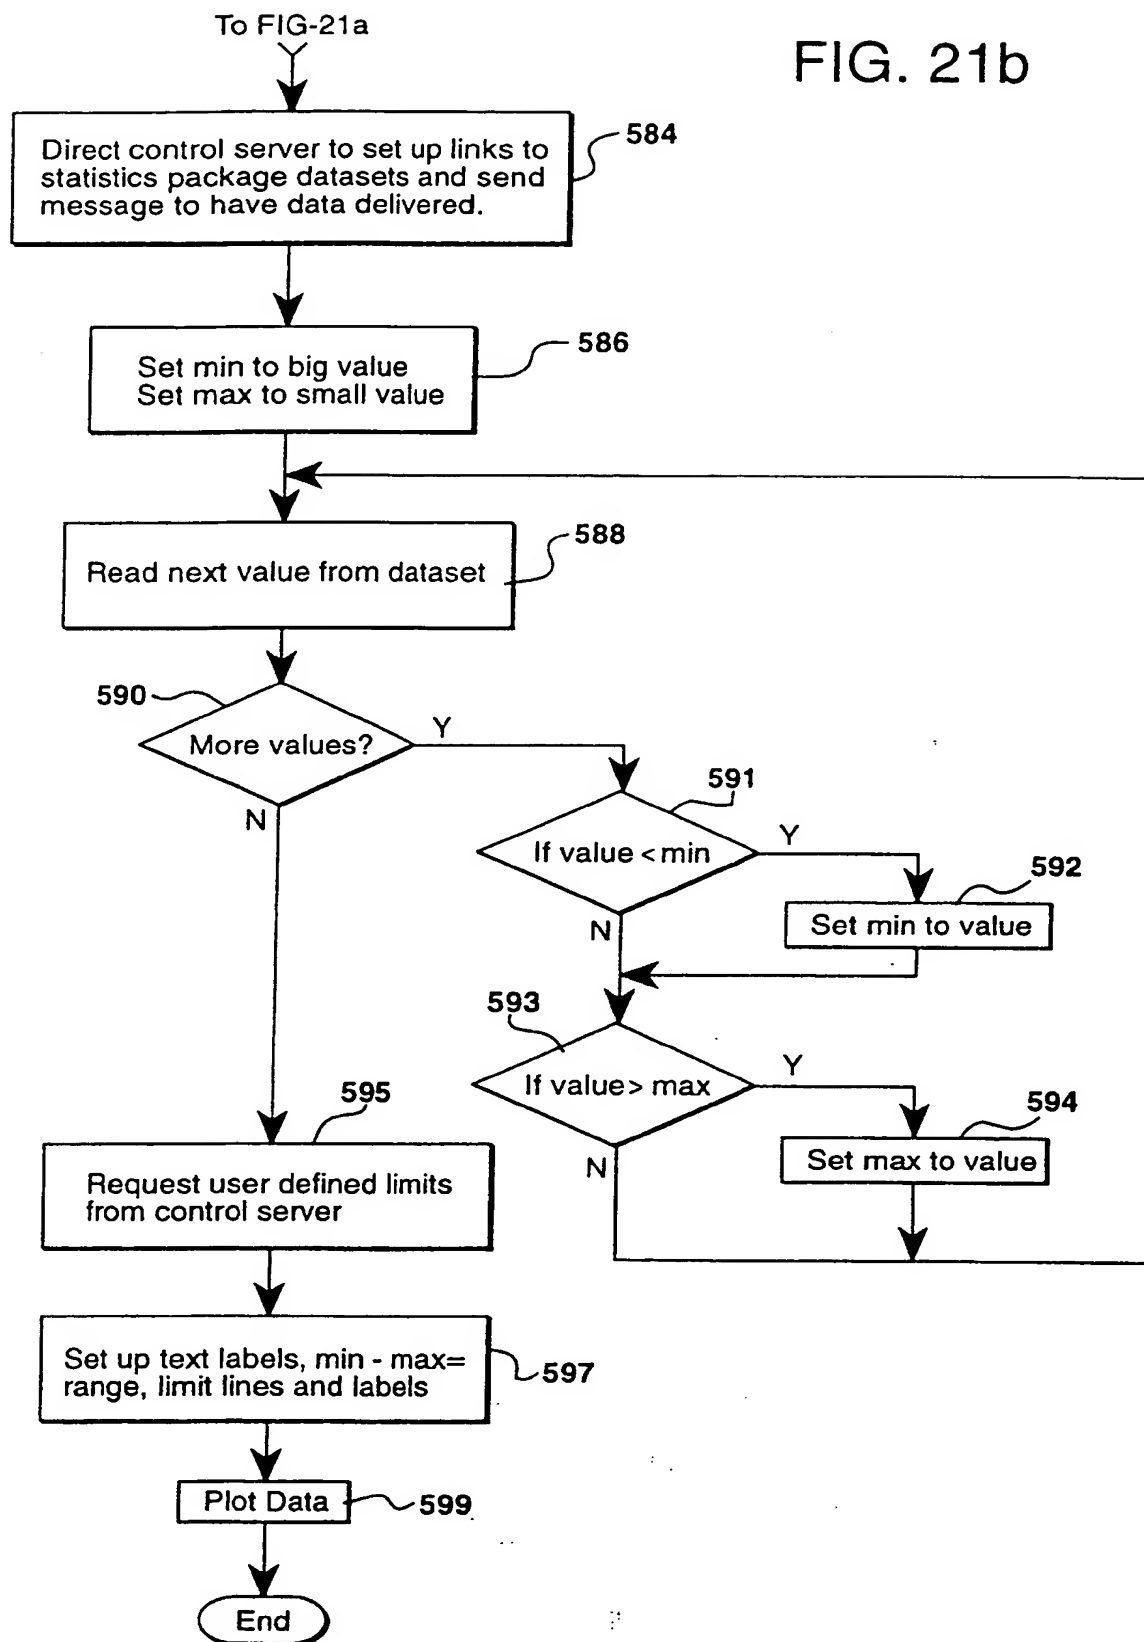 To FIG-21a
FIG. 21b
Direct control server to set up links to
statistics package datasets and send
message to have data delivered.
584
Set min to big value
Set max to small value
586
Read next value from dataset
588
590
More values?
Y
N
591
If value < min
Y
N
592
Set min to value
593
If value > max
Y
N
594
Set max to value
595
Request user defined limits
from control server
Set up text labels, min - max=
range, limit lines and labels
597
Plot Data
599
End